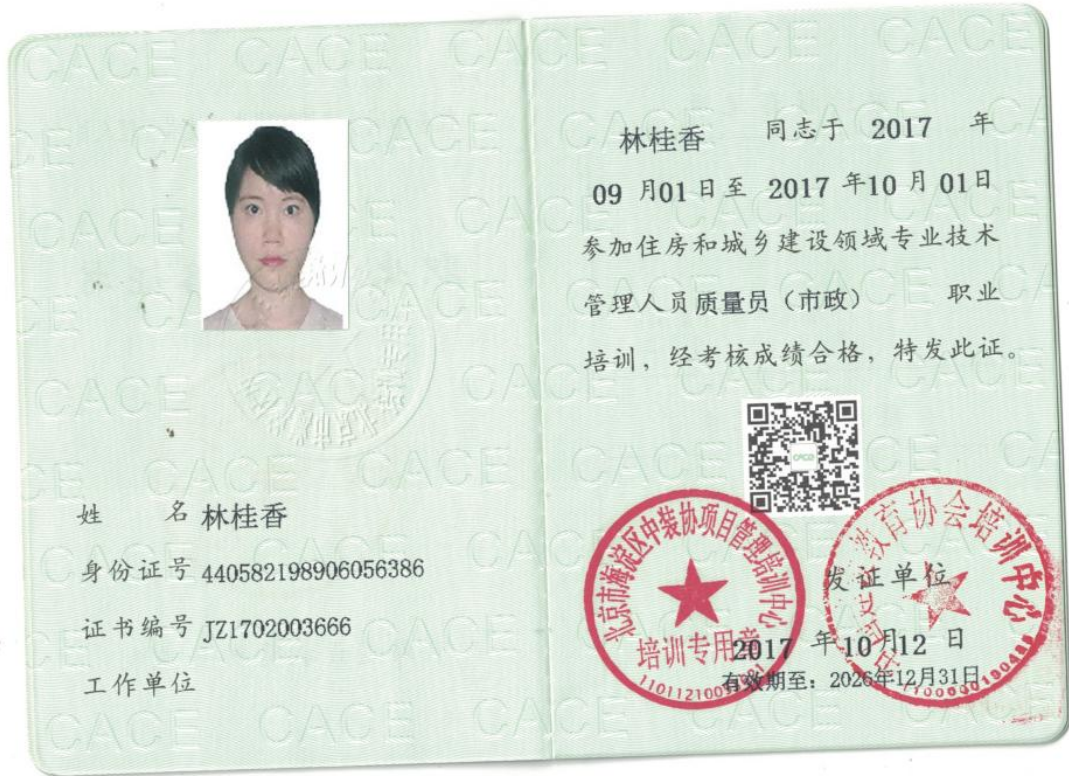 姓 名 林桂香
身份证号 440582198906056386
证书编号 JZ1702003666
工作单位
林桂香 同志于 2017 年
09 月01日至 2017 年10月01日
参加住房和城乡建设领域专业技术
管理人员质量员（市政） 职业
培训，经考核成绩合格，特发此证。
北京市海淀区中装协项目管理培训中心
培训专用章
教育协会培训中心
发证单位
2017 年10月12 日
有效期至：2026年12月31日
CACE